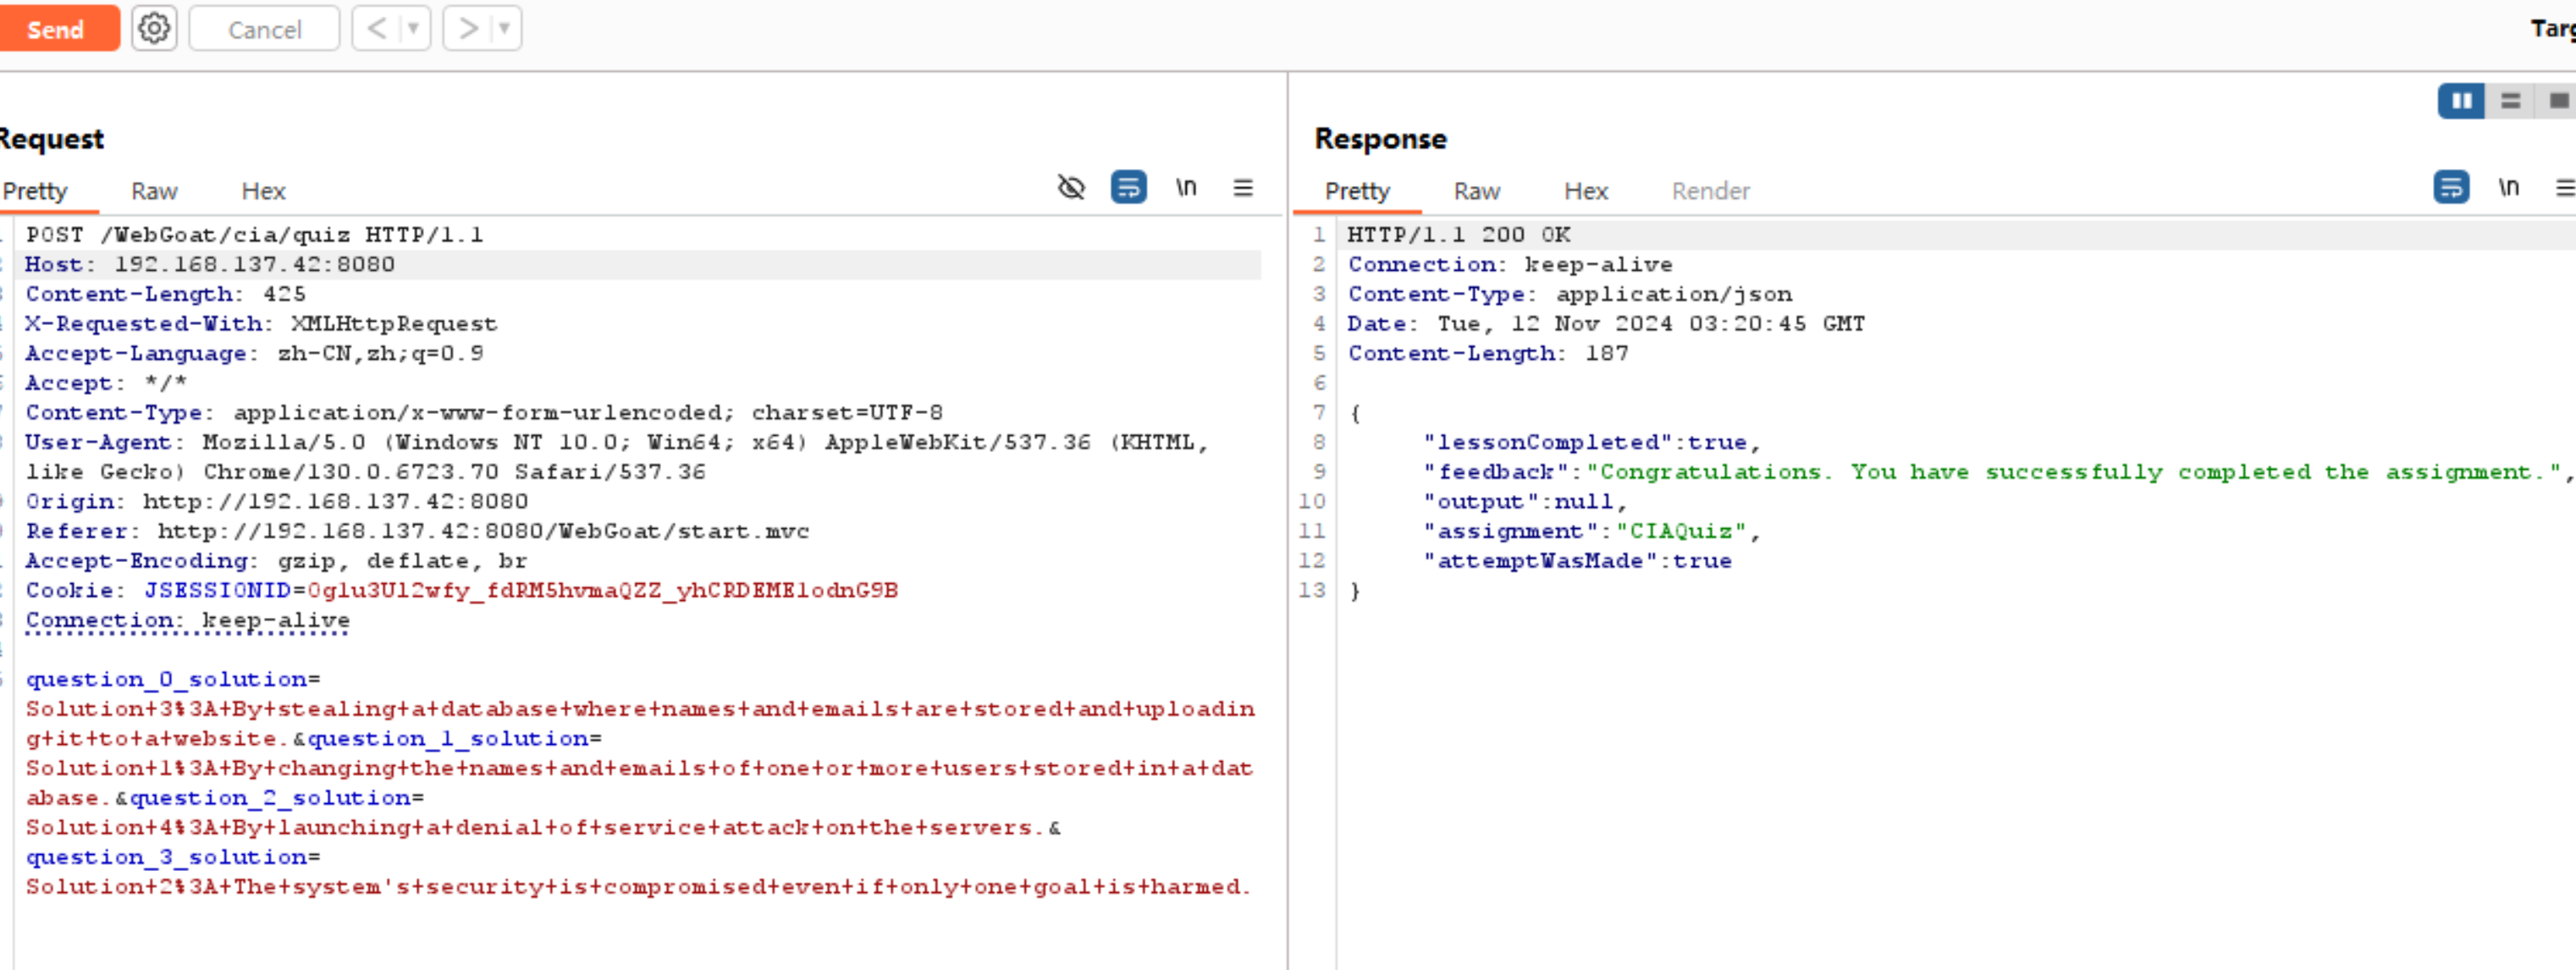 Send
Cancel
< >
Targ
Request
Pretty Raw Hex
\n
POST /WebGoat/cia/quiz HTTP/1.1
Host: 192.168.137.42:8080
Content-Length: 425
X-Requested-With: XMLHttpRequest
Accept-Language: zh-CN,zh;q=0.9
Accept: */*
Content-Type: application/x-www-form-urlencoded; charset=UTF-8
User-Agent: Mozilla/5.0 (Windows NT 10.0; Win64; x64) AppleWebKit/537.36 (KHTML,
like Gecko) Chrome/130.0.6723.70 Safari/537.36
Origin: http://192.168.137.42:8080
Referer: http://192.168.137.42:8080/WebGoat/start.mvc
Accept-Encoding: gzip, deflate, br
Cookie: JSESSIONID=0glu3Ul2wfy_fdRM5hvmaQZZ_yhCRDEME1odnG9B
Connection: keep-alive
question_0_solution=
Solution+3%3A+By+stealing+a+database+where+names+and+emails+are+stored+and+uploadin
g+it+to+a+website.&question_1_solution=
Solution+1%3A+By+changing+the+names+and+emails+of+one+or+more+users+stored+in+a+dat
abase.&question_2_solution=
Solution+4%3A+By+launching+a+denial+of+service+attack+on+the+servers.&
question_3_solution=
Solution+2%3A+The+system's+security+is+compromised+even+if+only+one+goal+is+harmed.
Response
Pretty Raw Hex Render
\n
1 HTTP/1.1 200 OK
2 Connection: keep-alive
3 Content-Type: application/json
4 Date: Tue, 12 Nov 2024 03:20:45 GMT
5 Content-Length: 187
6
7 {
8 "lessonCompleted":true,
9 "feedback":"Congratulations. You have successfully completed the assignment.",
10 "output":null,
11 "assignment":"CIAQuiz",
12 "attemptWasMade":true
13 }